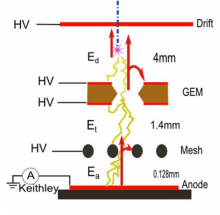 HV
Drift
Ed
4mm
HV
GEM
HV
Et
1.4mm
HV
Mesh
A
Ea
0.128mm
Keithley
Anode